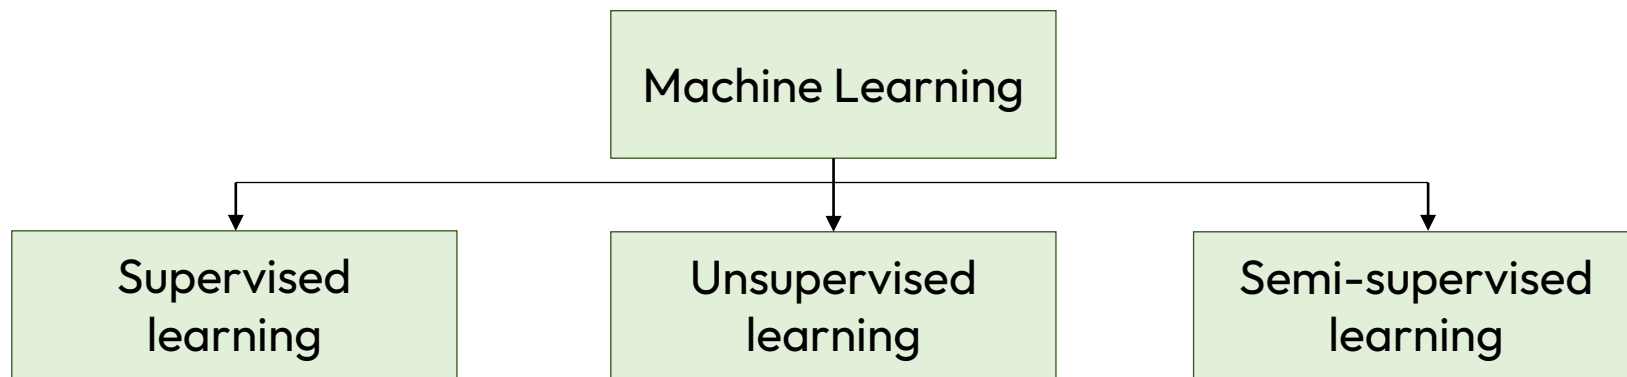 Machine Learning
Supervised
learning
Unsupervised
learning
Semi-supervised
learning